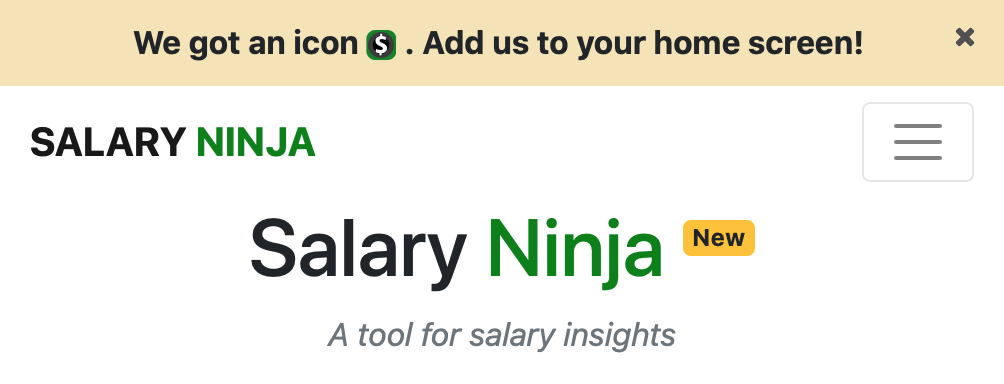 We got an icon . Add us to your home screen!
SALARY NINJA
Salary Ninja New
A tool for salary insights